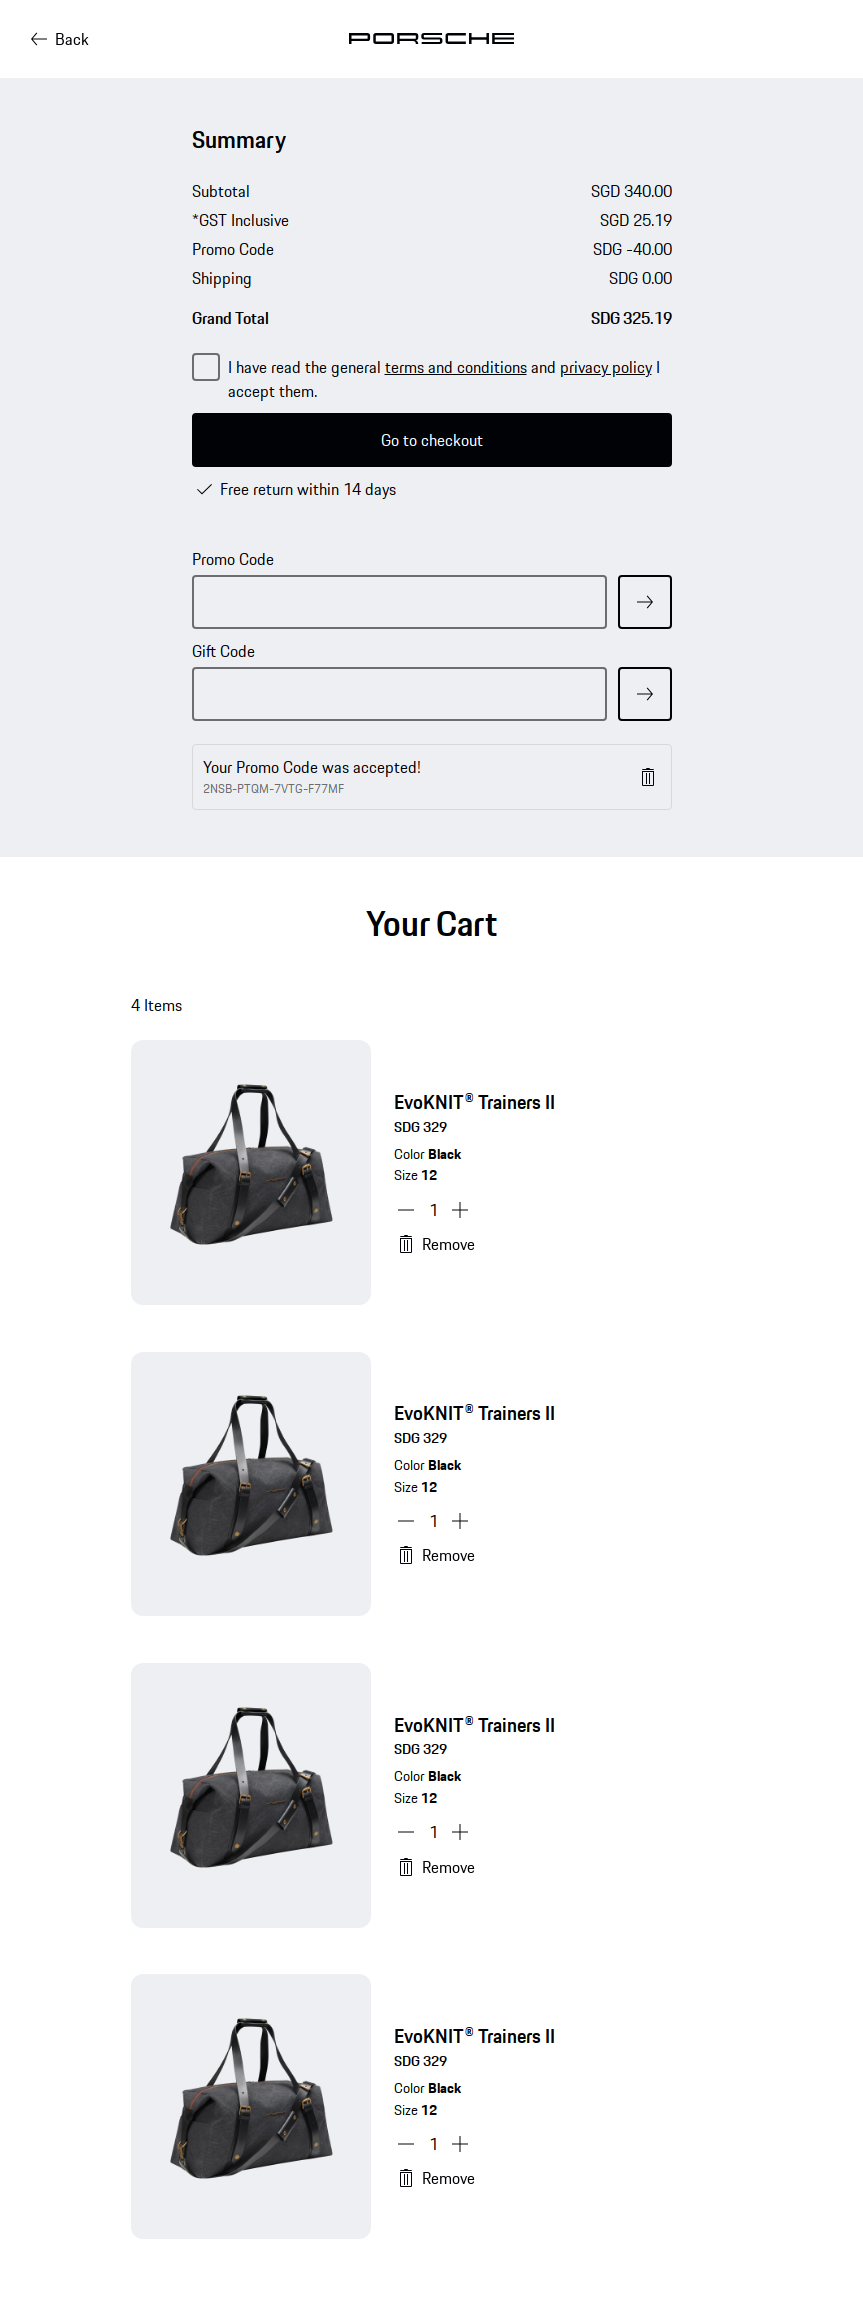 Back
PORSCHE
Summary
Subtotal SGD 340.00
*GST Inclusive SGD 25.19
Promo Code SDG -40.00
Shipping SDG 0.00
Grand Total SDG 325.19
I have read the general terms and conditions and privacy policy I
accept them.
Go to checkout
Free return within 14 days
Promo Code
Gift Code
Your Promo Code was accepted!
2NSB-PTQM-7VTG-F77MF
Your Cart
4 Items
EvoKNIT® Trainers II
SDG 329
Color Black
Size 12
1
Remove
EvoKNIT® Trainers II
SDG 329
Color Black
Size 12
1
Remove
EvoKNIT® Trainers II
SDG 329
Color Black
Size 12
1
Remove
EvoKNIT® Trainers II
SDG 329
Color Black
Size 12
1
Remove